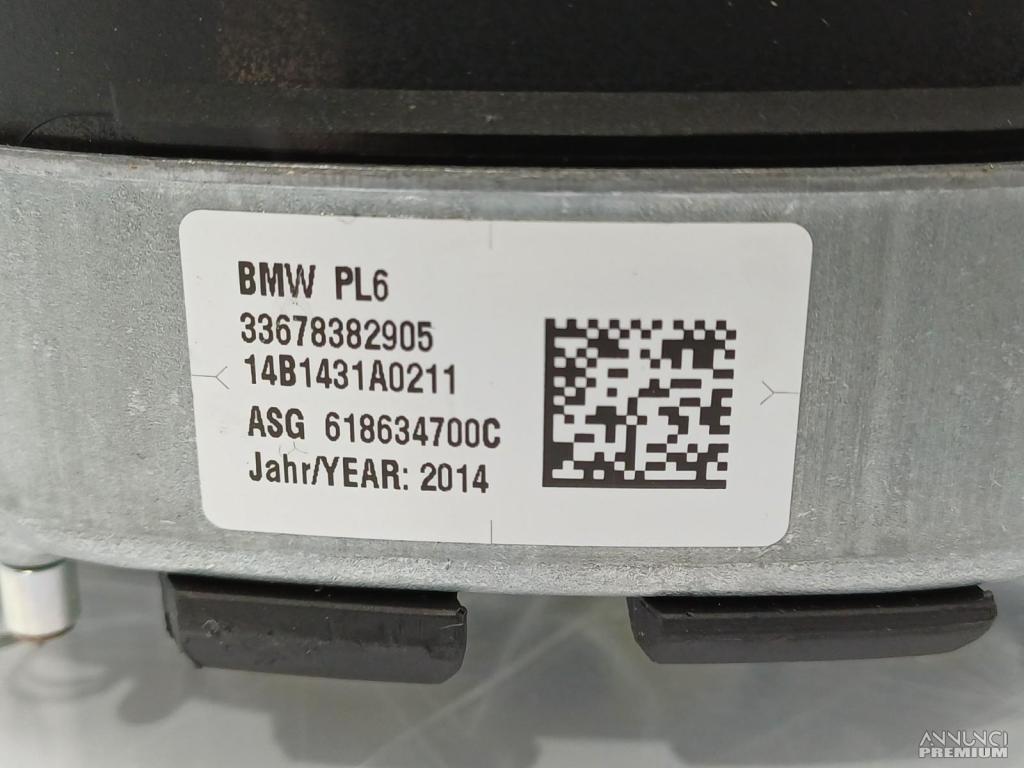 BMW PL6
33678382905
14B1431A0211
ASG 618634700C
Jahr/YEAR: 2014
ANNUNCI
PREMIUM